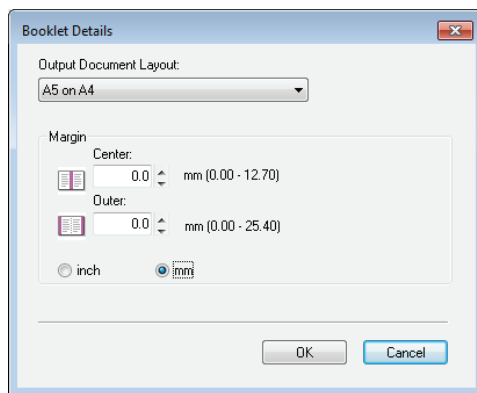 Booklet Details
Output Document Layout:
A5 on A4
Margin
Center:
0.0 mm (0.00 - 12.70)
Outer:
0.0 mm (0.00 - 25.40)
inch mm
OK Cancel